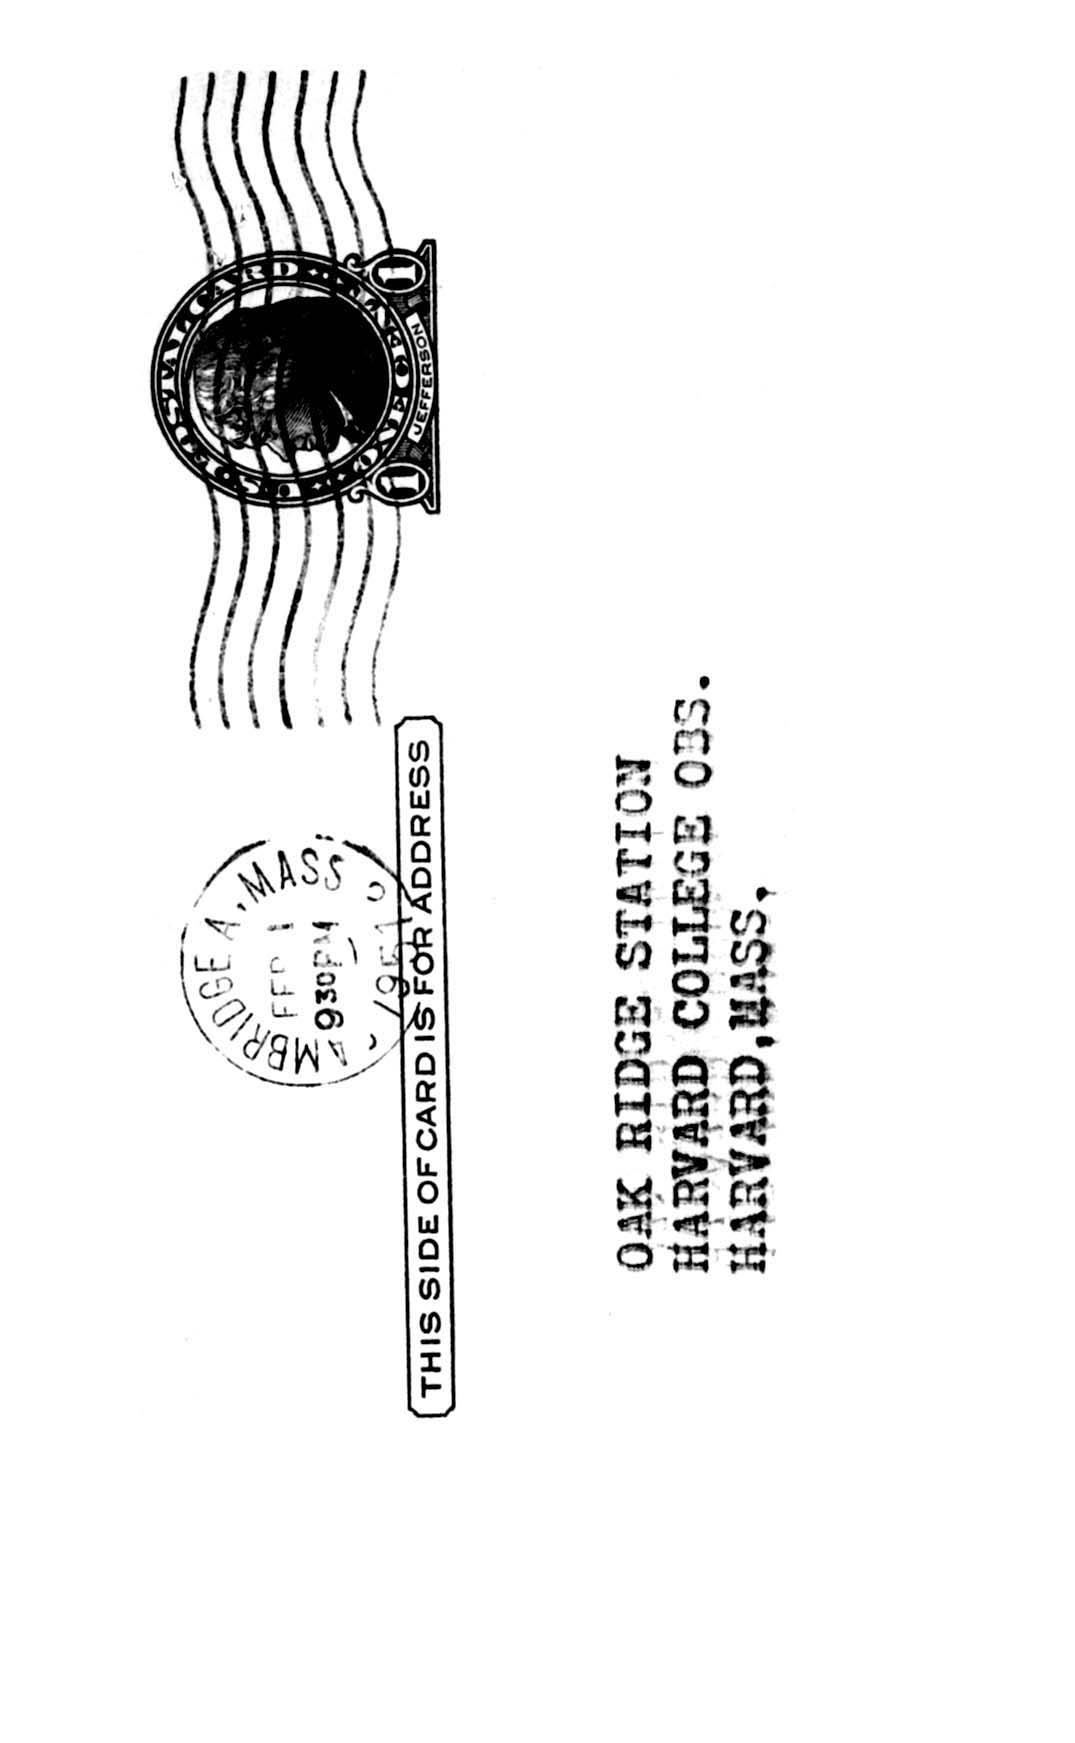 U.S. POSTAL CARD
ONE CENT
1 JEFFERSON 1
CAMBRIDGE A, MASS
FEB 1
930 PM
1951
THIS SIDE OF CARD IS FOR ADDRESS
OAK RIDGE STATION
HARVARD COLLEGE OBS.
HARVARD, MASS.